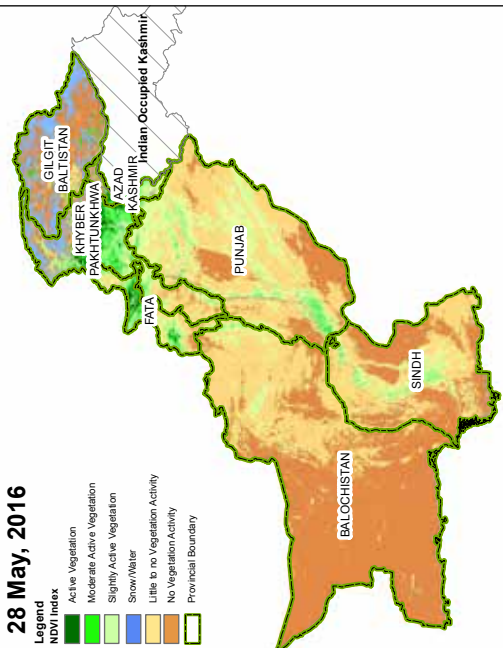 28 May, 2016
Legend
NDVI Index
Active Vegetation
Moderate Active Vegetation
Slightly Active Vegetation
Snow/Water
Little to no Vegetation Activity
No Vegetation Activity
Provincial Boundary
GILGIT
BALTISTAN
KHYBER
PAKHTUNKHWA
AZAD
KASHMIR
Indian Occupied Kashmir
FATA
PUNJAB
BALOCHISTAN
SINDH